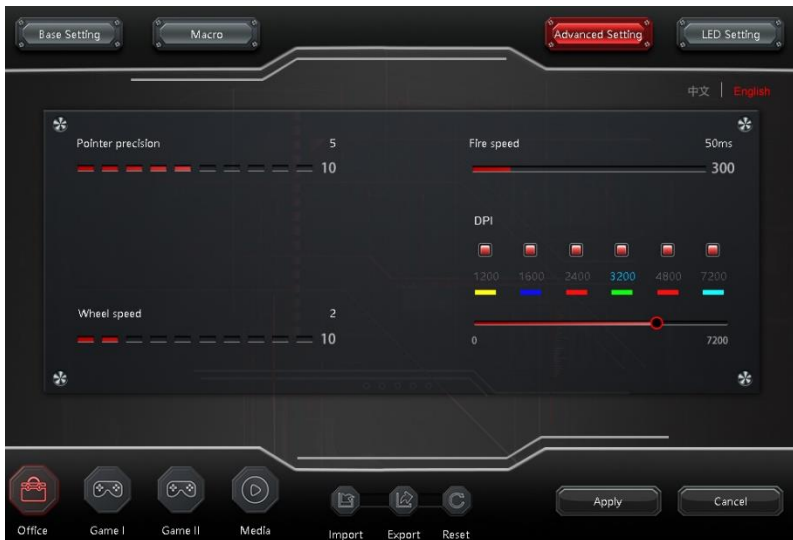 Base Setting
Macro
Advanced Setting
LED Setting
中文 | English
Pointer precision 5
10
Fire speed 50ms
300
DPI
1200 1600 2400 3200 4800 7200
0 7200
Wheel speed 2
10
Office
Game I
Game II
Media
Import
Export
Reset
Apply
Cancel